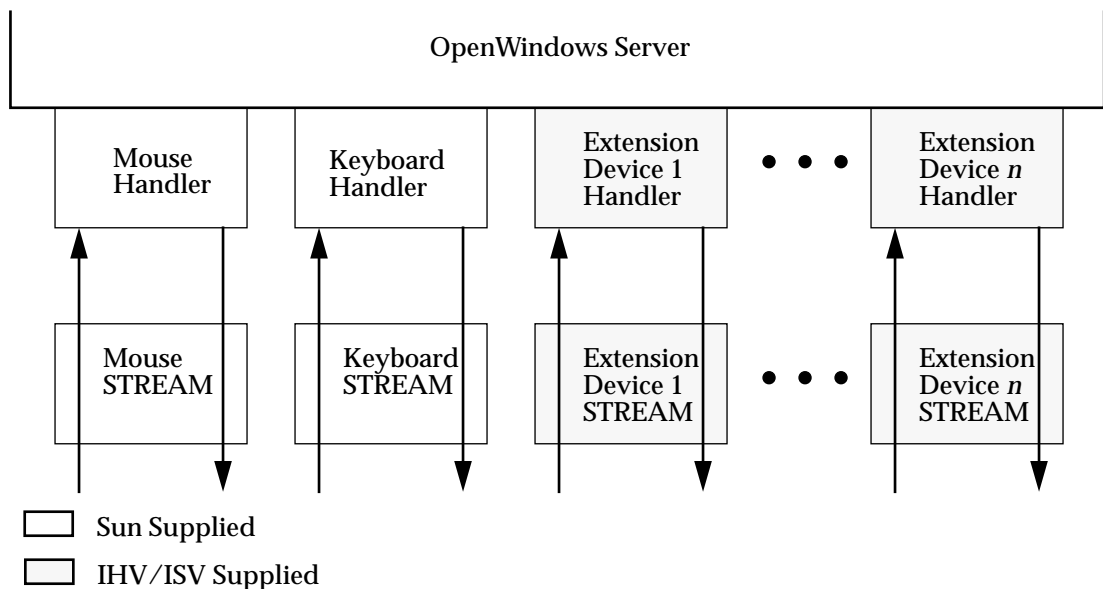 OpenWindows Server
Mouse
Handler
Keyboard
Handler
Extension
Device 1
Handler
Extension
Device n
Handler
Mouse
STREAM
Keyboard
STREAM
Extension
Device 1
STREAM
Extension
Device n
STREAM
Sun Supplied
IHV/ISV Supplied